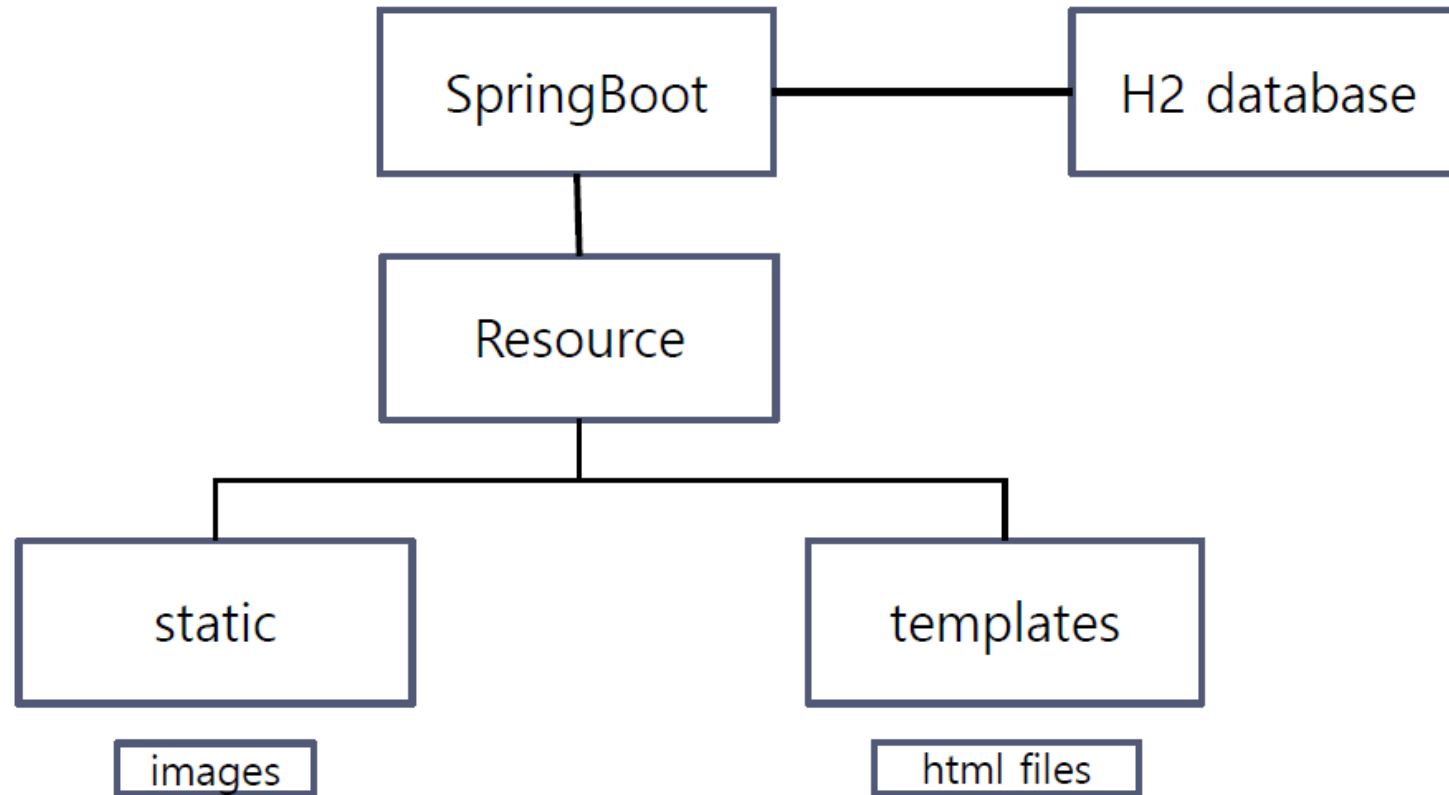 SpringBoot
H2 database
Resource
static
templates
images
html files